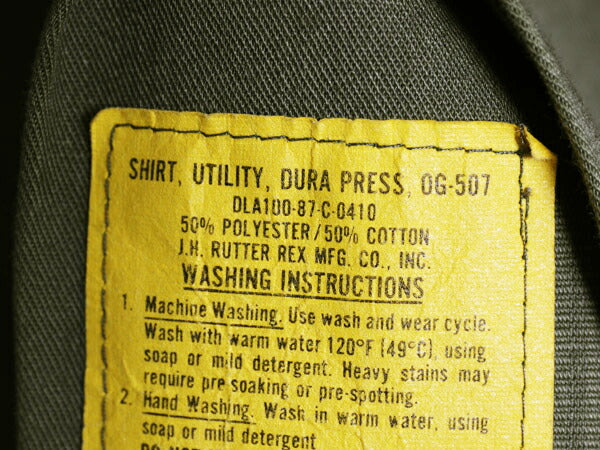 SHIRT, UTILITY, DURA PRESS, OG-507
DLA100-87-C-0410
50% POLYESTER/50% COTTON
J.H. RUTTER REX MFG. CO., INC.
WASHING INSTRUCTIONS
1. Machine Washing. Use wash and wear cycle.
Wash with warm water 120°F (49°C), using
soap or mild detergent. Heavy stains may
require pre soaking or pre-spotting.
2. Hand Washing. Wash in warm water, using
soap or mild detergent
DO NOT